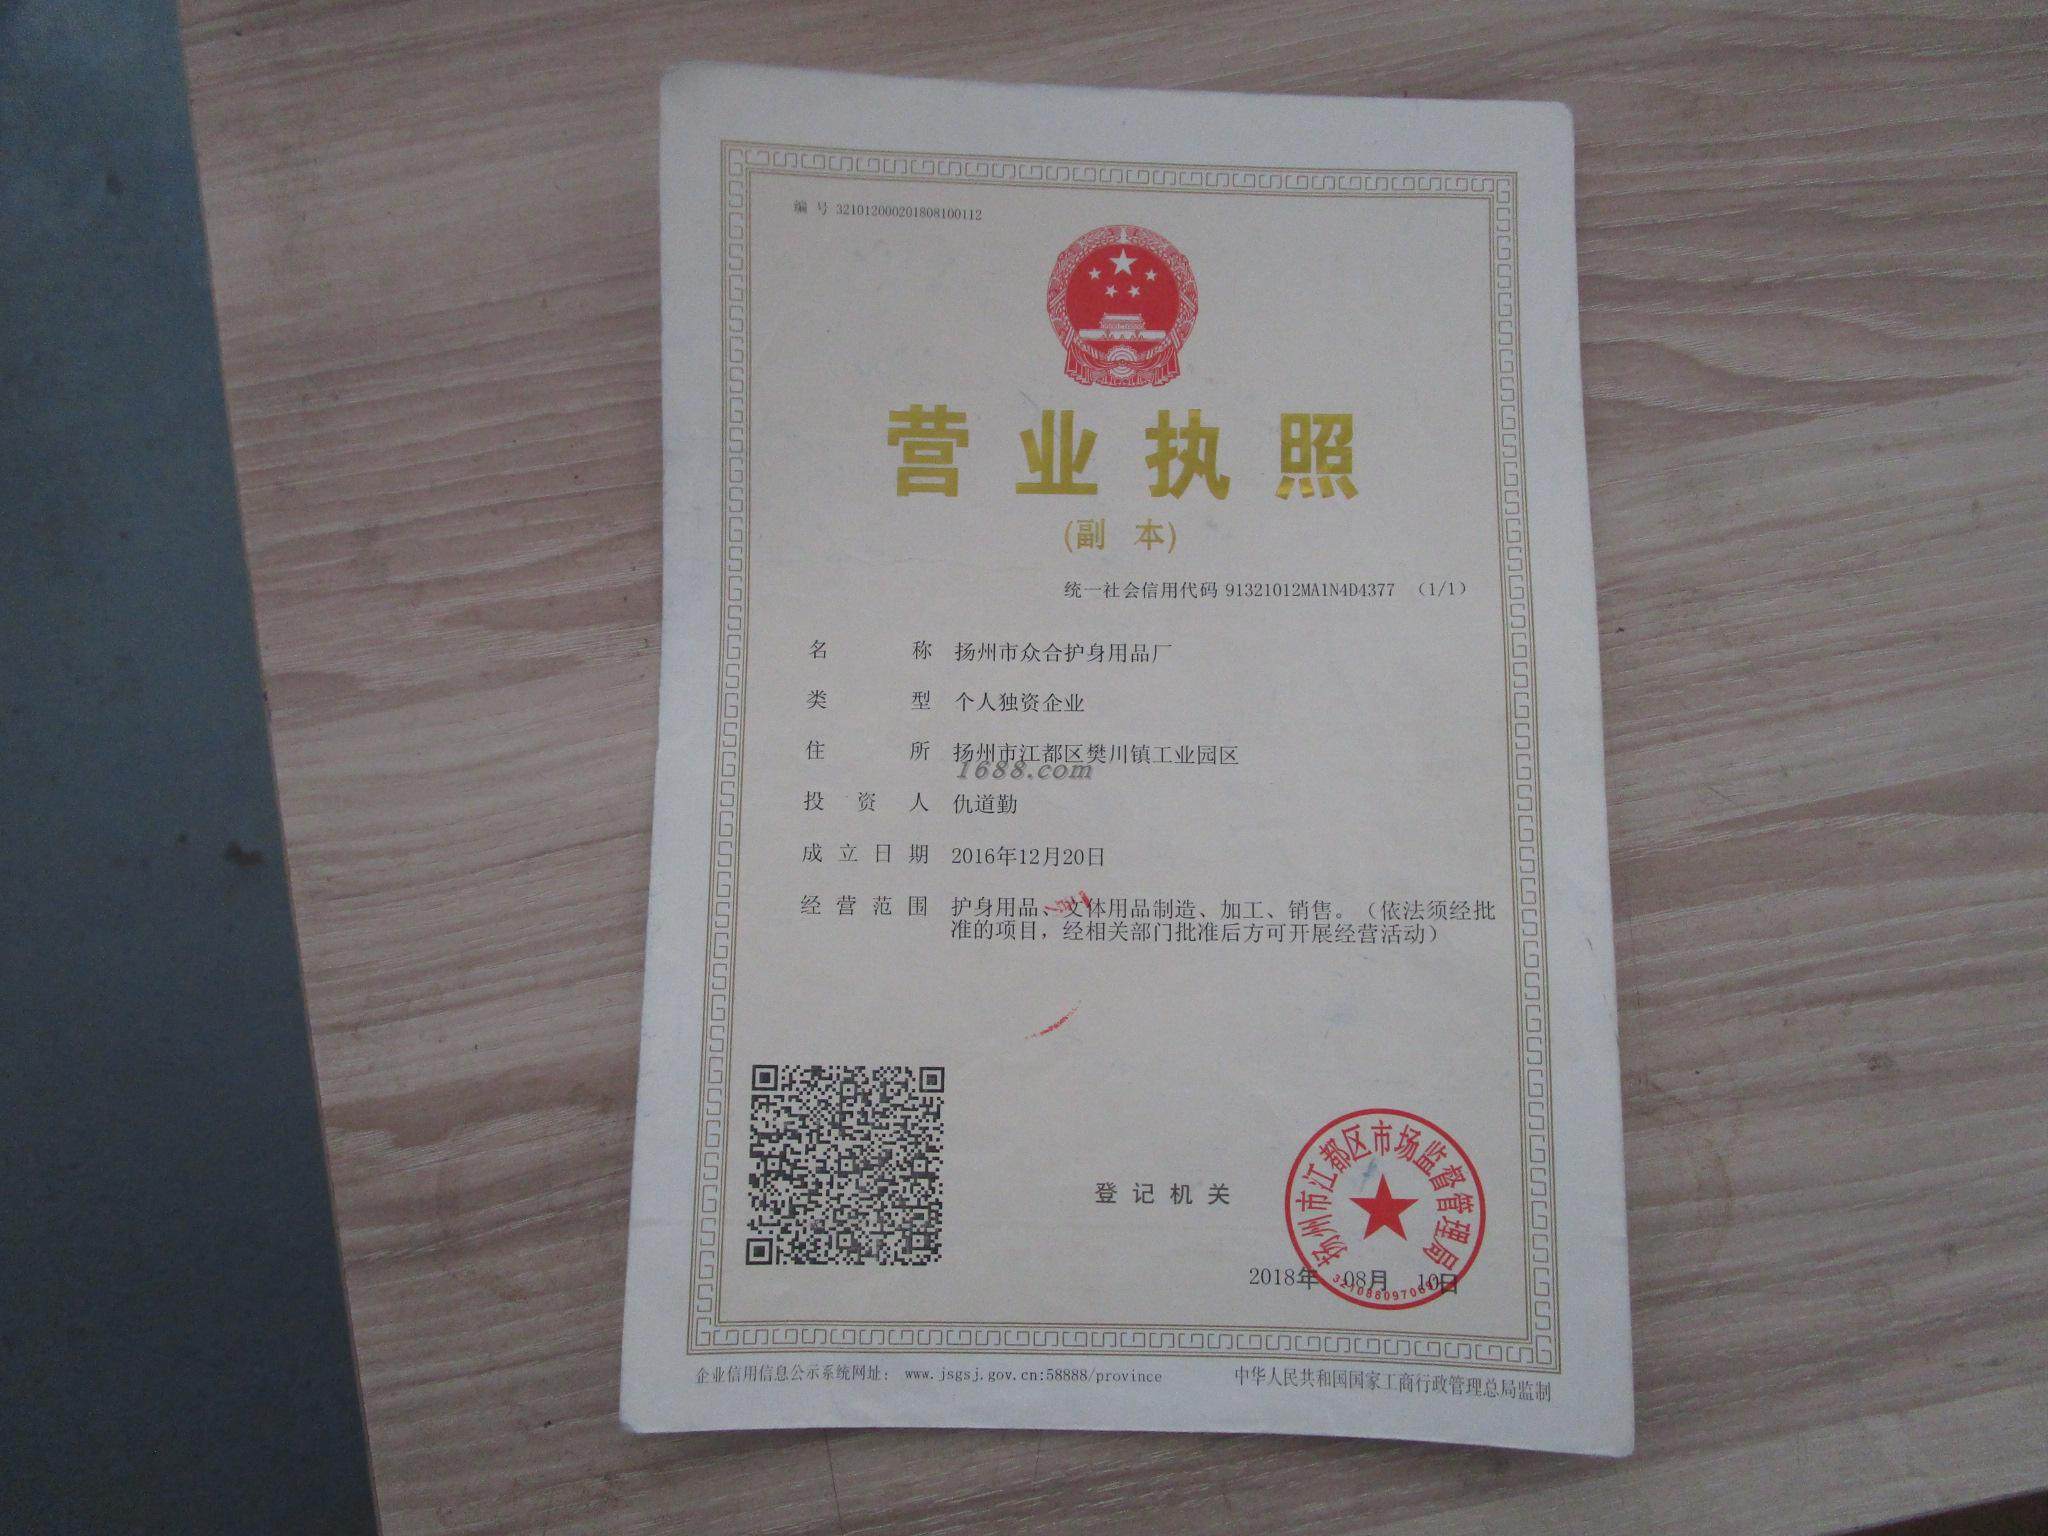 编 号 321012000201808100112
营业执照
(副 本)
统一社会信用代码 91321012MA1N4D4377 （1/1）
名 称 扬州市众合护身用品厂
类 型 个人独资企业
住 所 扬州市江都区樊川镇工业园区
1688.com
投 资 人 仇道勤
成 立 日 期 2016年12月20日
经 营 范 围 护身用品、文体用品制造、加工、销售。（依法须经批
准的项目，经相关部门批准后方可开展经营活动）
登 记 机 关
扬州市江都区市场监督管理局
2018年 08月 10日
企业信用信息公示系统网址： www.jsgsj.gov.cn:58888/province
中华人民共和国国家工商行政管理总局监制